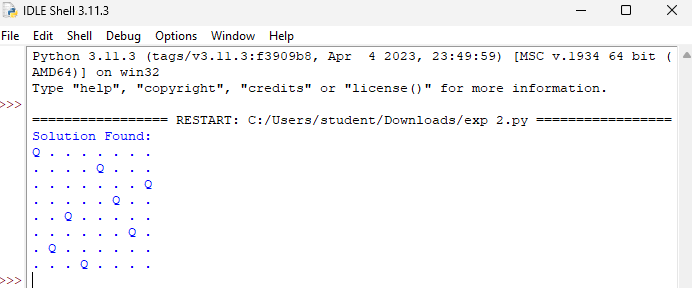 IDLE Shell 3.11.3
File Edit Shell Debug Options Window Help
Python 3.11.3 (tags/v3.11.3:f3909b8, Apr  4 2023, 23:49:59) [MSC v.1934 64 bit (
AMD64)] on win32
Type "help", "copyright", "credits" or "license()" for more information.
>>>
================= RESTART: C:/Users/student/Downloads/exp 2.py =================
Solution Found:
Q . . . . . . .
. . . . Q . . .
. . . . . . . Q
. . . . . Q . .
. . Q . . . . .
. . . . . . Q .
. Q . . . . . .
. . . Q . . . .
>>>